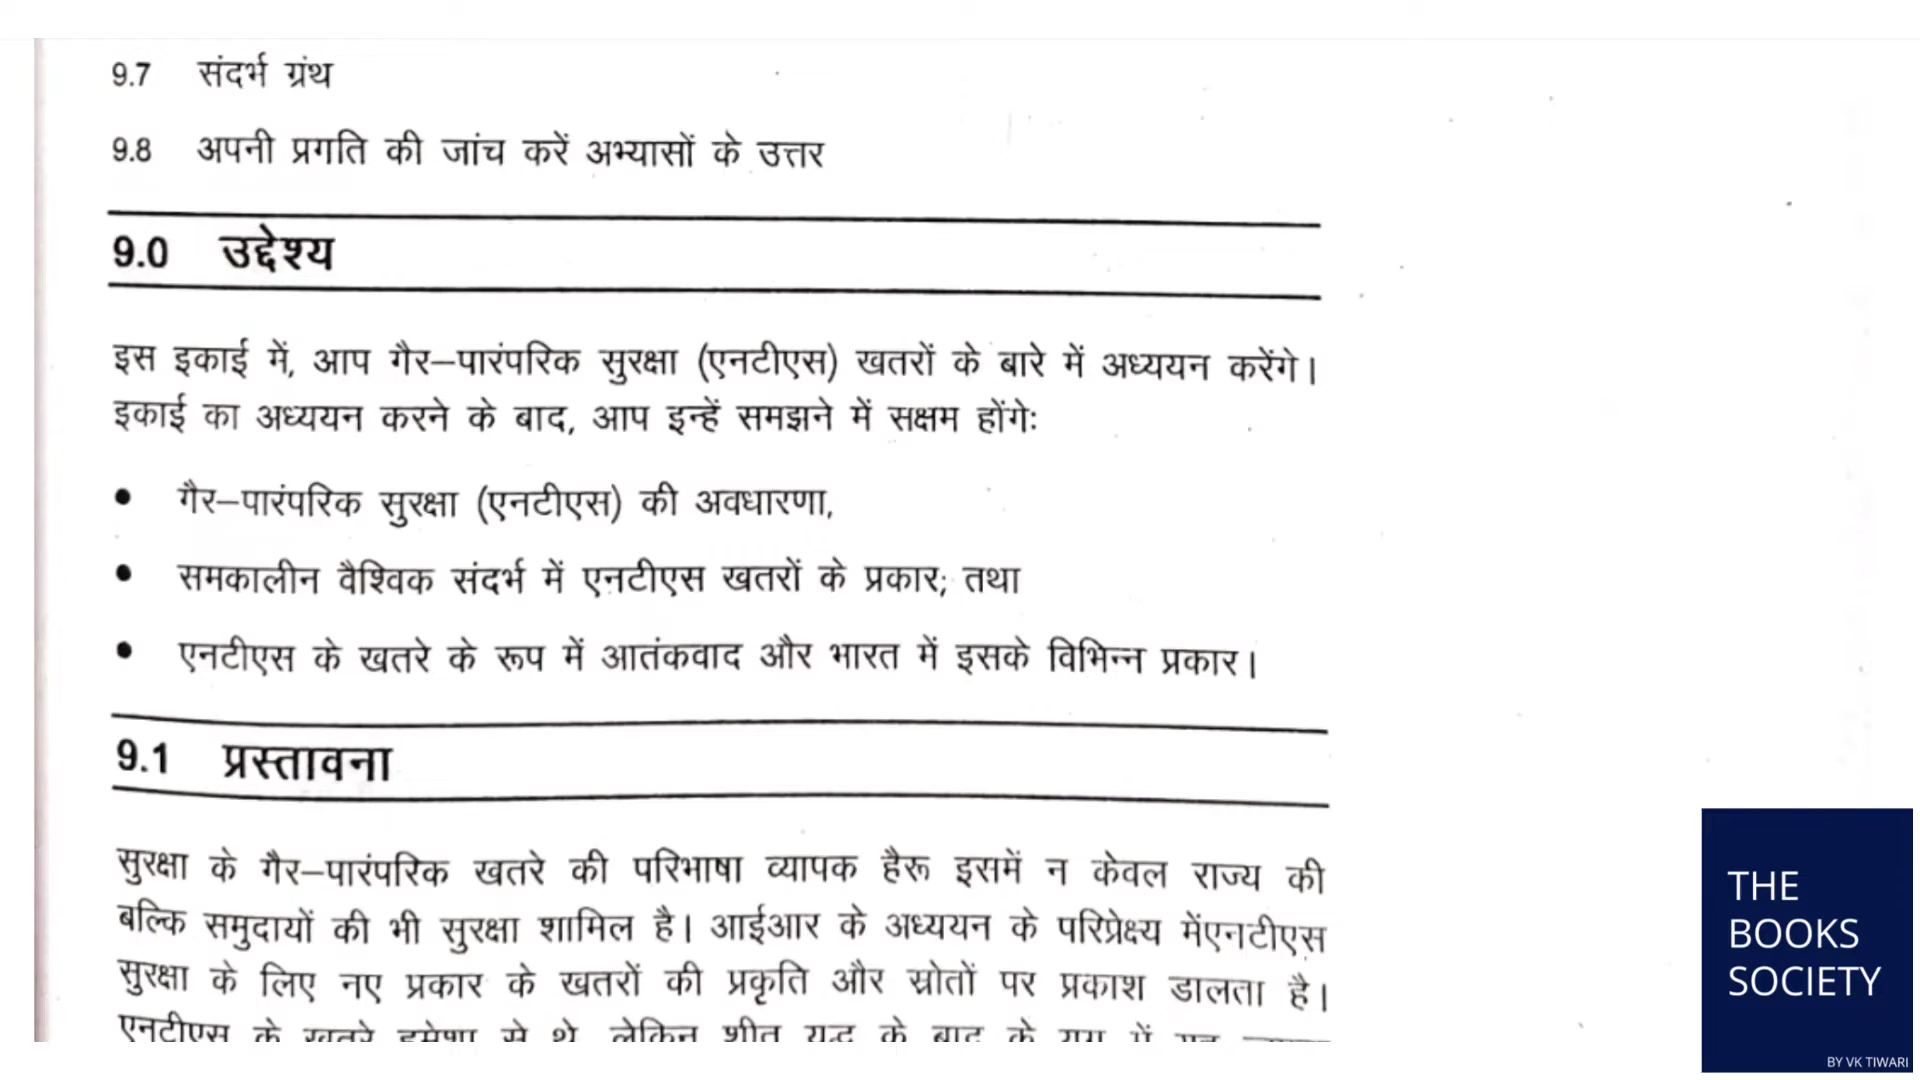 9.7 संदर्भ ग्रंथ
9.8 अपनी प्रगति की जांच करें अभ्यासों के उत्तर
9.0 उद्देश्य
इस इकाई में, आप गैर–पारंपरिक सुरक्षा (एनटीएस) खतरों के बारे में अध्ययन करेंगे।
इकाई का अध्ययन करने के बाद, आप इन्हें समझने में सक्षम होंगेः
• गैर–पारंपरिक सुरक्षा (एनटीएस) की अवधारणा,
• समकालीन वैश्विक संदर्भ में एनटीएस खतरों के प्रकार; तथा
• एनटीएस के खतरे के रूप में आतंकवाद और भारत में इसके विभिन्न प्रकार।
9.1 प्रस्तावना
सुरक्षा के गैर–पारंपरिक खतरे की परिभाषा व्यापक हैरू इसमें न केवल राज्य की
बल्कि समुदायों की भी सुरक्षा शामिल है। आईआर के अध्ययन के परिप्रेक्ष्य मेंएनटीएस
सुरक्षा के लिए नए प्रकार के खतरों की प्रकृति और स्रोतों पर प्रकाश डालता है।
एनटीएस के खतरे हमेशा से थे, लेकिन शीत युद्ध के बाद के युग में
THE
BOOKS
SOCIETY
BY VK TIWARI